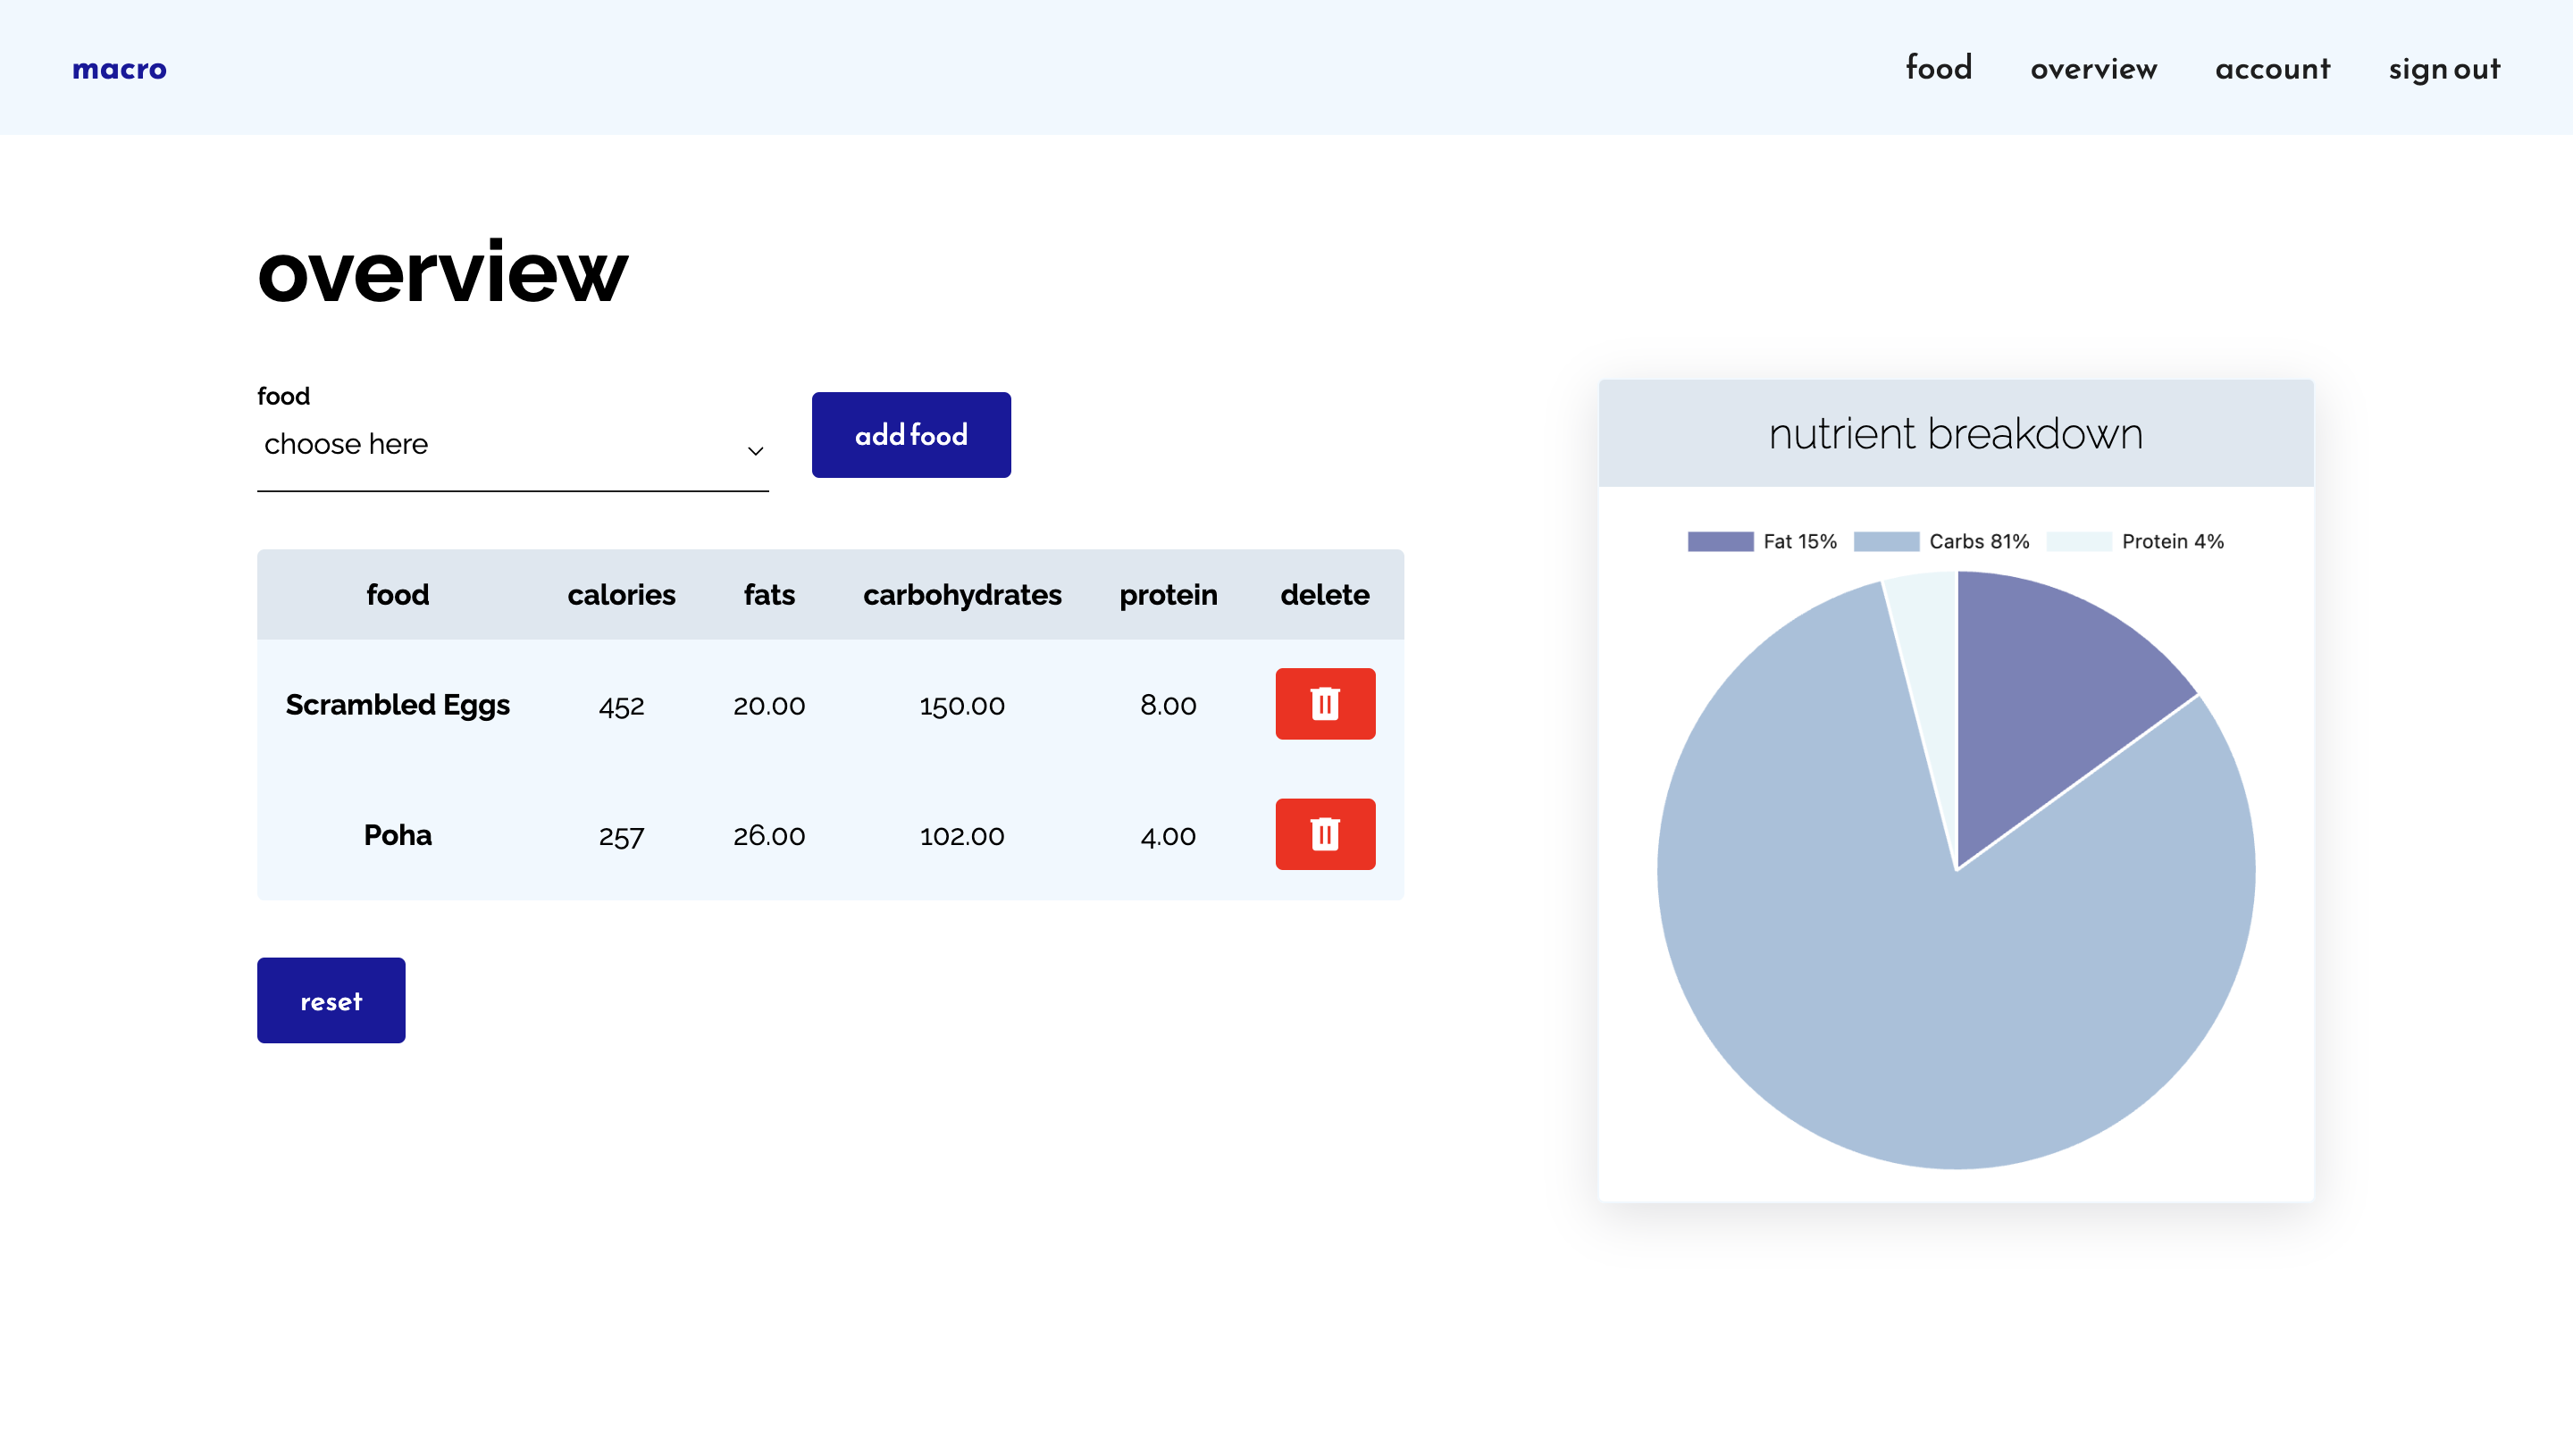 macro
food overview account sign out
overview
food
choose here
add food
food calories fats carbohydrates protein delete
Scrambled Eggs 452 20.00 150.00 8.00
Poha 257 26.00 102.00 4.00
reset
nutrient breakdown
Fat 15% Carbs 81% Protein 4%